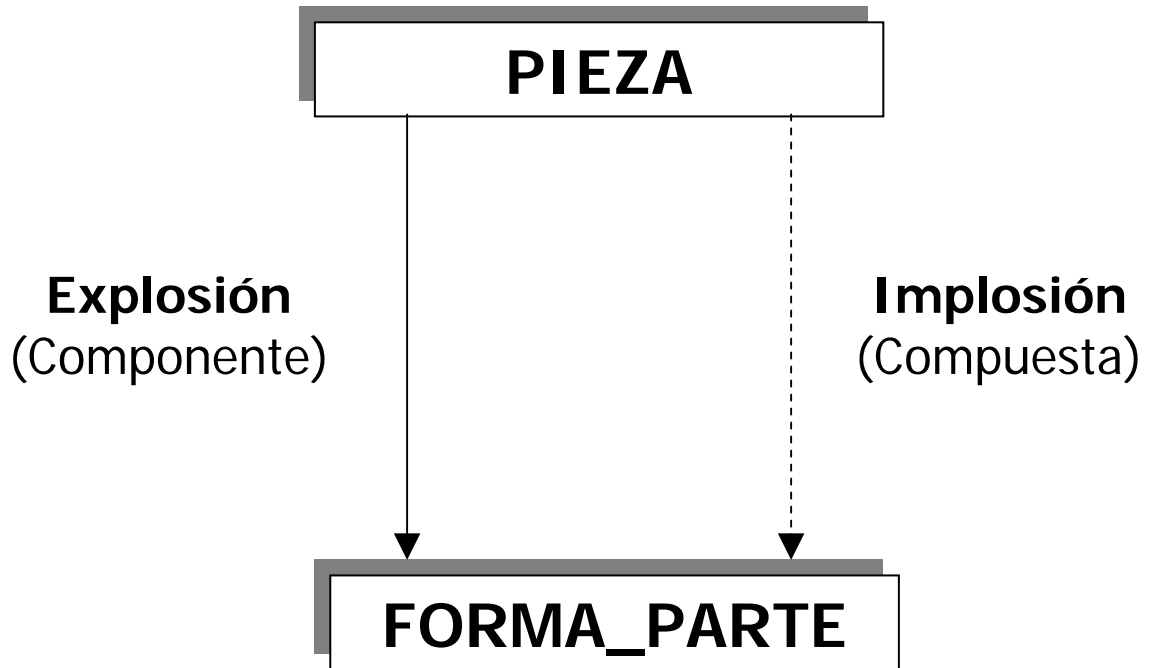 PIEZA
Explosión
(Componente)
Implosión
(Compuesta)
FORMA_PARTE